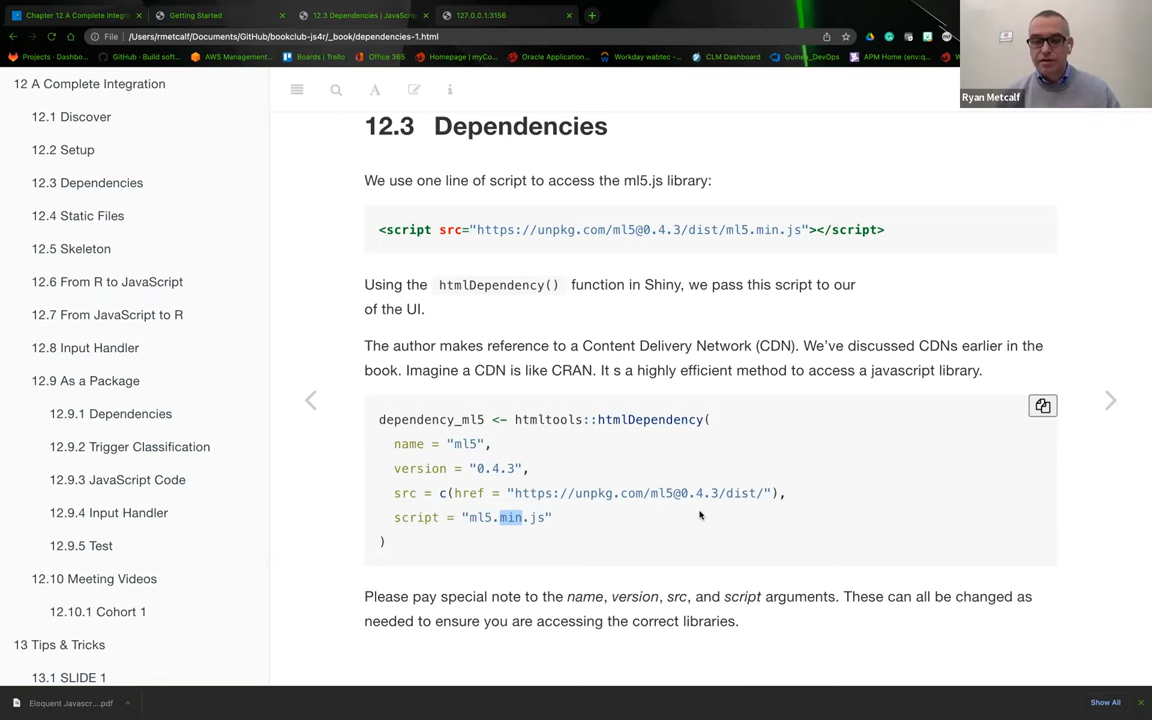 Chapter 12 A Complete Integra
Getting Started
12.3 Dependencies | JavaScri
127.0.0.1:3156
File
/Users/rmetcalf/Documents/GitHub/bookclub-js4r/_book/dependencies-1.html
Projects - Dashbo...
GitHub - Build soft...
AWS Management...
Boards | Trello
Office 365
Homepage | myCo...
Oracle Application...
Workday wabtec -...
CLM Dashboard
Guinea_DevOps
APM Home (env:q...
Ryan Metcalf
12 A Complete Integration
12.1 Discover
12.2 Setup
12.3 Dependencies
12.4 Static Files
12.5 Skeleton
12.6 From R to JavaScript
12.7 From JavaScript to R
12.8 Input Handler
12.9 As a Package
12.9.1 Dependencies
12.9.2 Trigger Classification
12.9.3 JavaScript Code
12.9.4 Input Handler
12.9.5 Test
12.10 Meeting Videos
12.10.1 Cohort 1
13 Tips & Tricks
13.1 SLIDE 1
12.3 Dependencies
We use one line of script to access the ml5.js library:
<script src="https://unpkg.com/ml5@0.4.3/dist/ml5.min.js"></script>
Using the htmlDependency() function in Shiny, we pass this script to our
of the UI.
The author makes reference to a Content Delivery Network (CDN). We've discussed CDNs earlier in the
book. Imagine a CDN is like CRAN. It s a highly efficient method to access a javascript library.
dependency_ml5 <- htmltools::htmlDependency(
name = "ml5",
version = "0.4.3",
src = c(href = "https://unpkg.com/ml5@0.4.3/dist/"),
script = "ml5.min.js"
)
Please pay special note to the name, version, src, and script arguments. These can all be changed as
needed to ensure you are accessing the correct libraries.
Eloquent Javascr....pdf
Show All